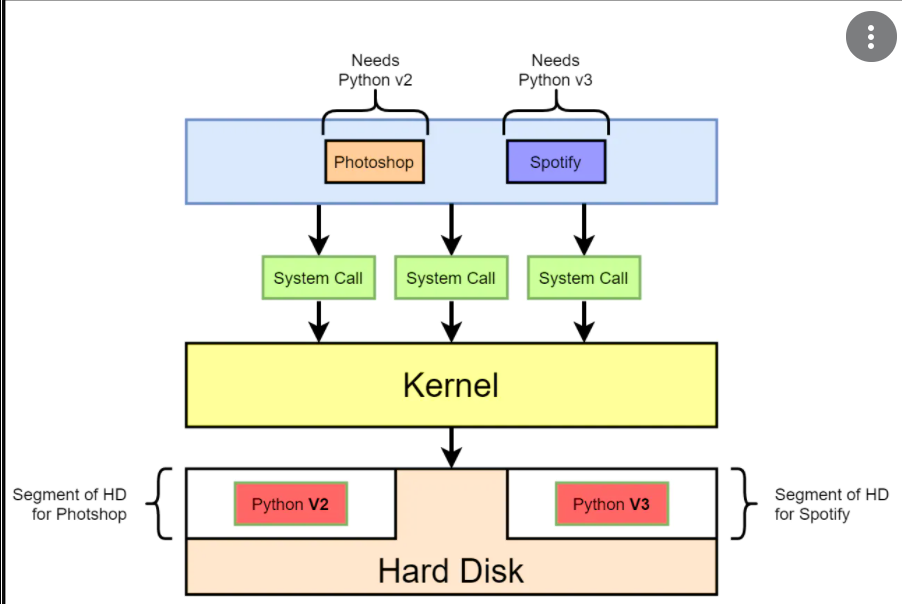 Needs
Python v2
Needs
Python v3
Photoshop
Spotify
System Call
System Call
System Call
Kernel
Segment of HD
for Photshop
Python V2
Python V3
Segment of HD
for Spotify
Hard Disk